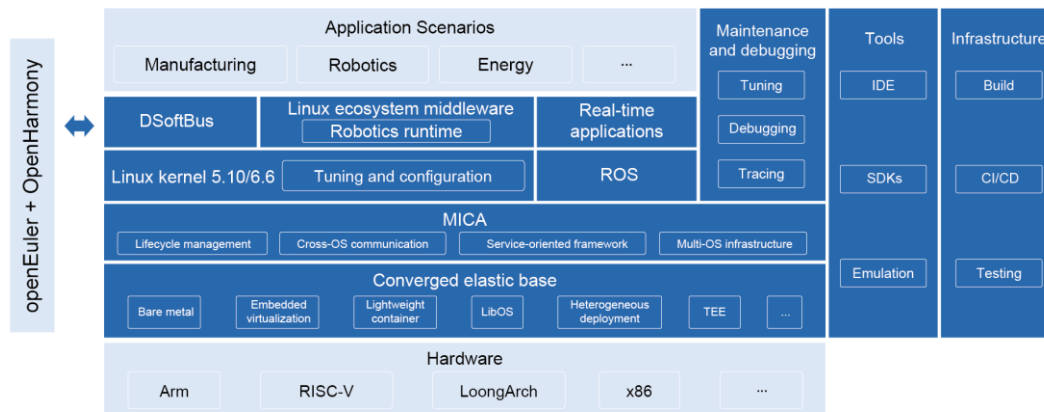 openEuler + OpenHarmony
Application Scenarios
Manufacturing
Robotics
Energy
...
DSoftBus
Linux ecosystem middleware
Robotics runtime
Real-time
applications
Linux kernel 5.10/6.6
Tuning and configuration
ROS
MICA
Lifecycle management
Cross-OS communication
Service-oriented framework
Multi-OS infrastructure
Converged elastic base
Bare metal
Embedded
virtualization
Lightweight
container
LibOS
Heterogeneous
deployment
TEE
...
Hardware
Arm
RISC-V
LoongArch
x86
...
Maintenance
and debugging
Tuning
Debugging
Tracing
Tools
IDE
SDKs
Emulation
Infrastructure
Build
CI/CD
Testing